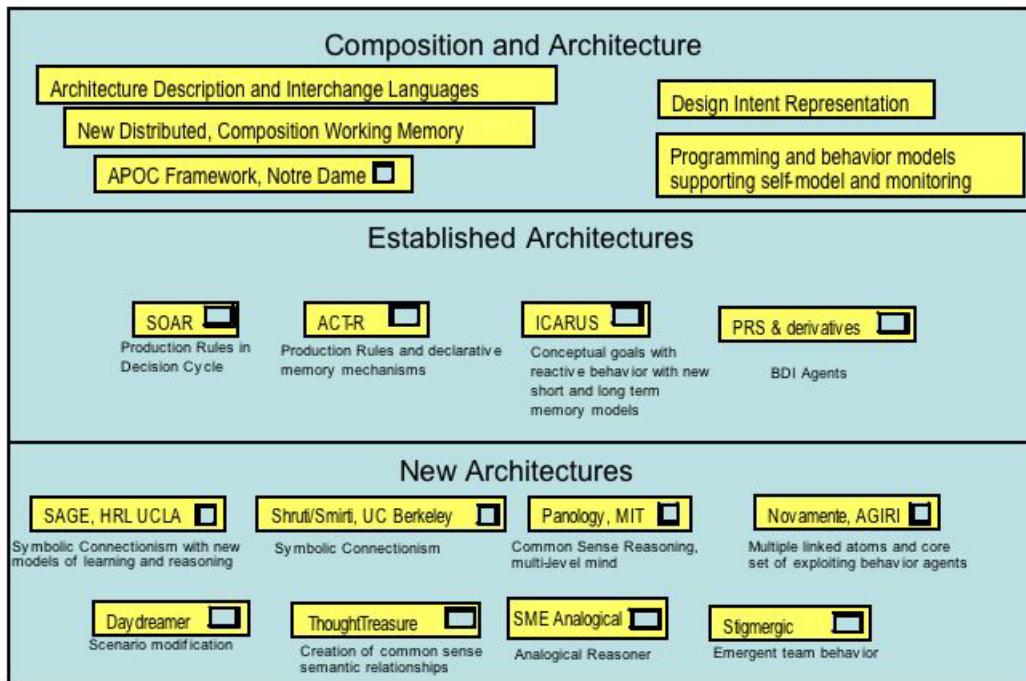 Composition and Architecture
Architecture Description and Interchange Languages
New Distributed, Composition Working Memory
APOC Framework, Notre Dame
Design Intent Representation
Programming and behavior models
supporting self-model and monitoring
Established Architectures
SOAR
Production Rules in
Decision Cycle
ACT-R
Production Rules and declarative
memory mechanisms
ICARUS
Conceptual goals with
reactive behavior with new
short and long term
memory models
PRS & derivatives
BDI Agents
New Architectures
SAGE, HRL UCLA
Symbolic Connectionism with new
models of learning and reasoning
Shruti/Smirti, UC Berkeley
Symbolic Connectionism
Panology, MIT
Common Sense Reasoning,
multi-level mind
Novamente, AGIRI
Multiple linked atoms and core
set of exploiting behavior agents
Daydreamer
Scenario modification
ThoughtTreasure
Creation of common sense
semantic relationships
SME Analogical
Analogical Reasoner
Stigmergic
Emergent team behavior